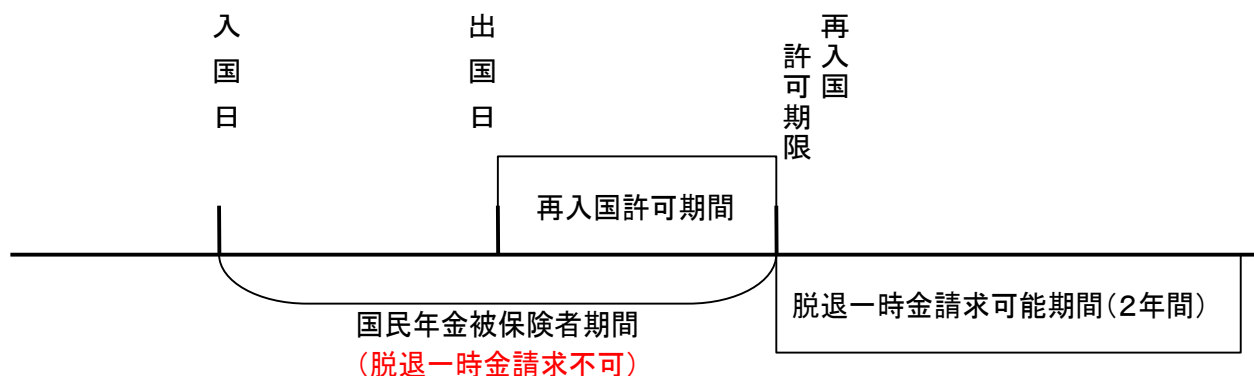 入国日
出国日
再入国
許可期限
再入国許可期間
国民年金被保険者期間
（脱退一時金請求不可）
脱退一時金請求可能期間（２年間）